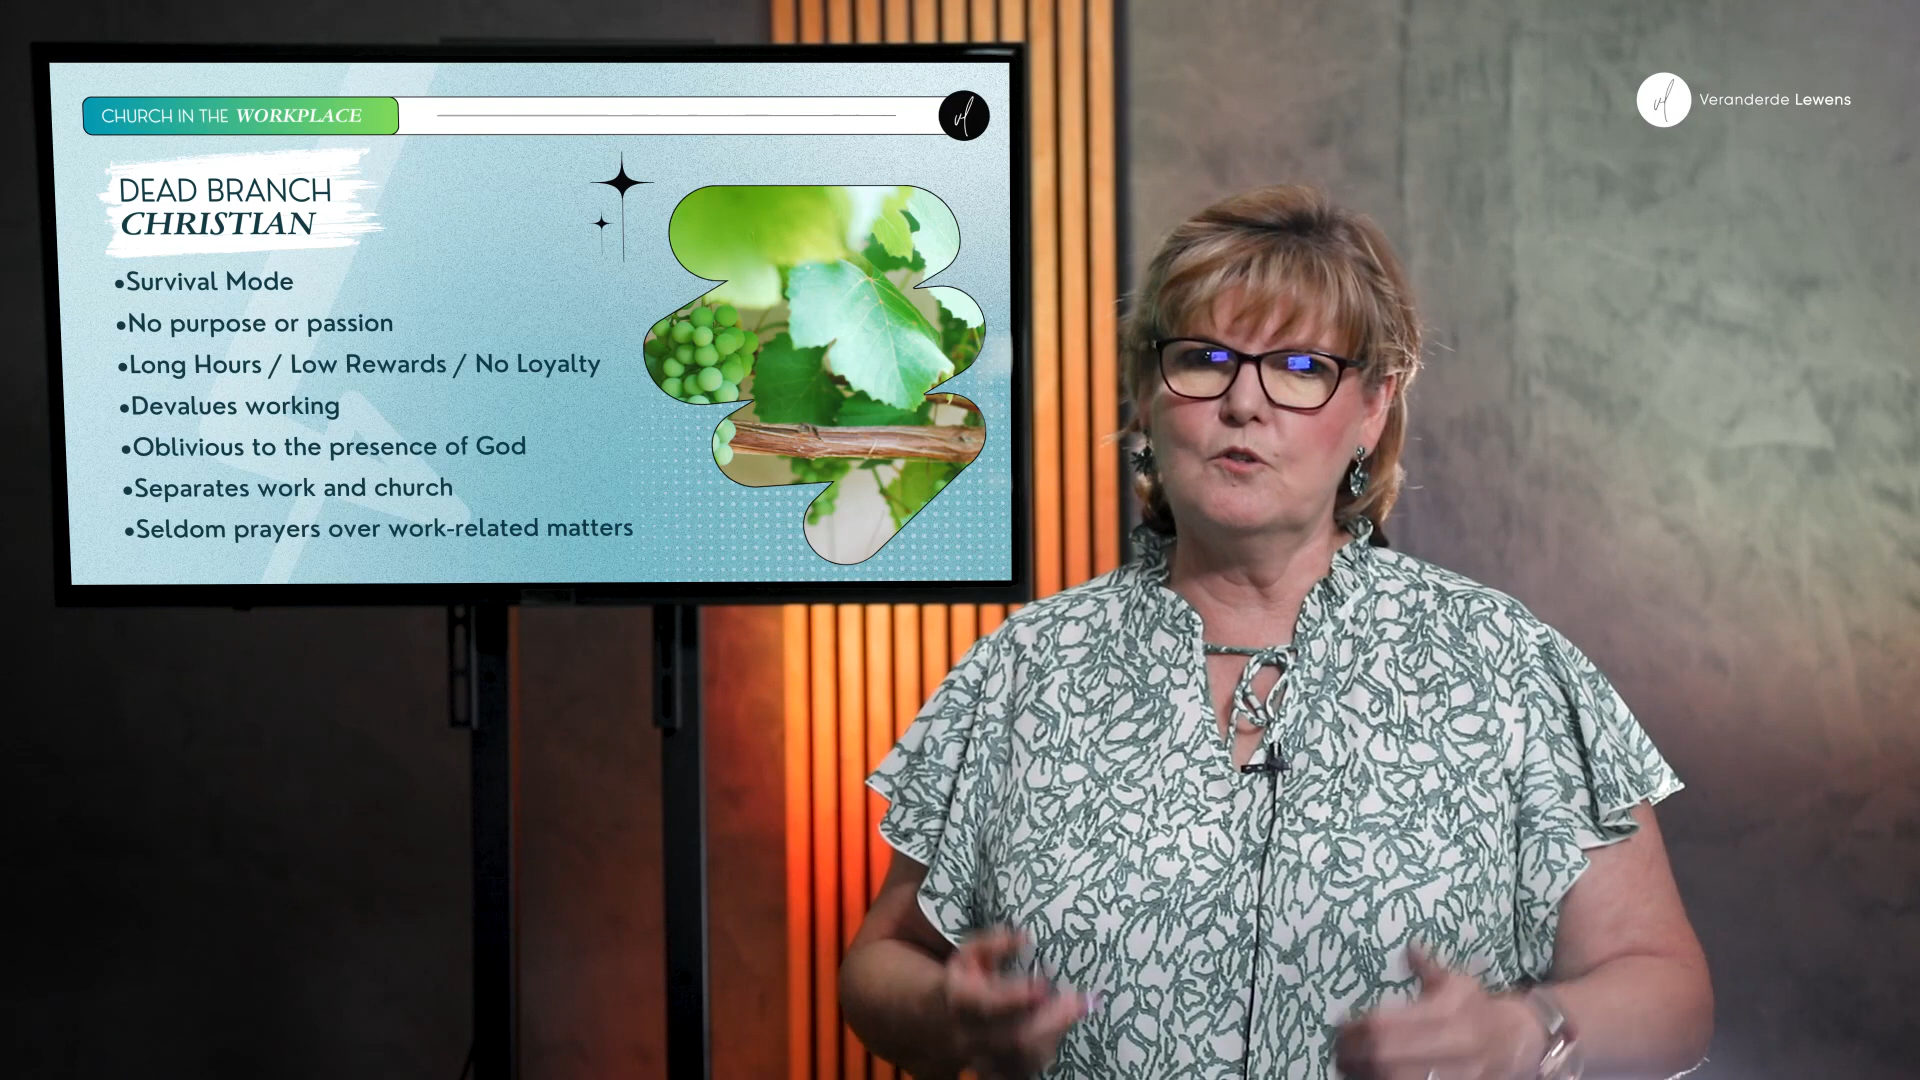 CHURCH IN THE WORKPLACE
vl
vl Veranderde Lewens
DEAD BRANCH
CHRISTIAN
•Survival Mode
•No purpose or passion
•Long Hours / Low Rewards / No Loyalty
•Devalues working
•Oblivious to the presence of God
•Separates work and church
•Seldom prayers over work-related matters